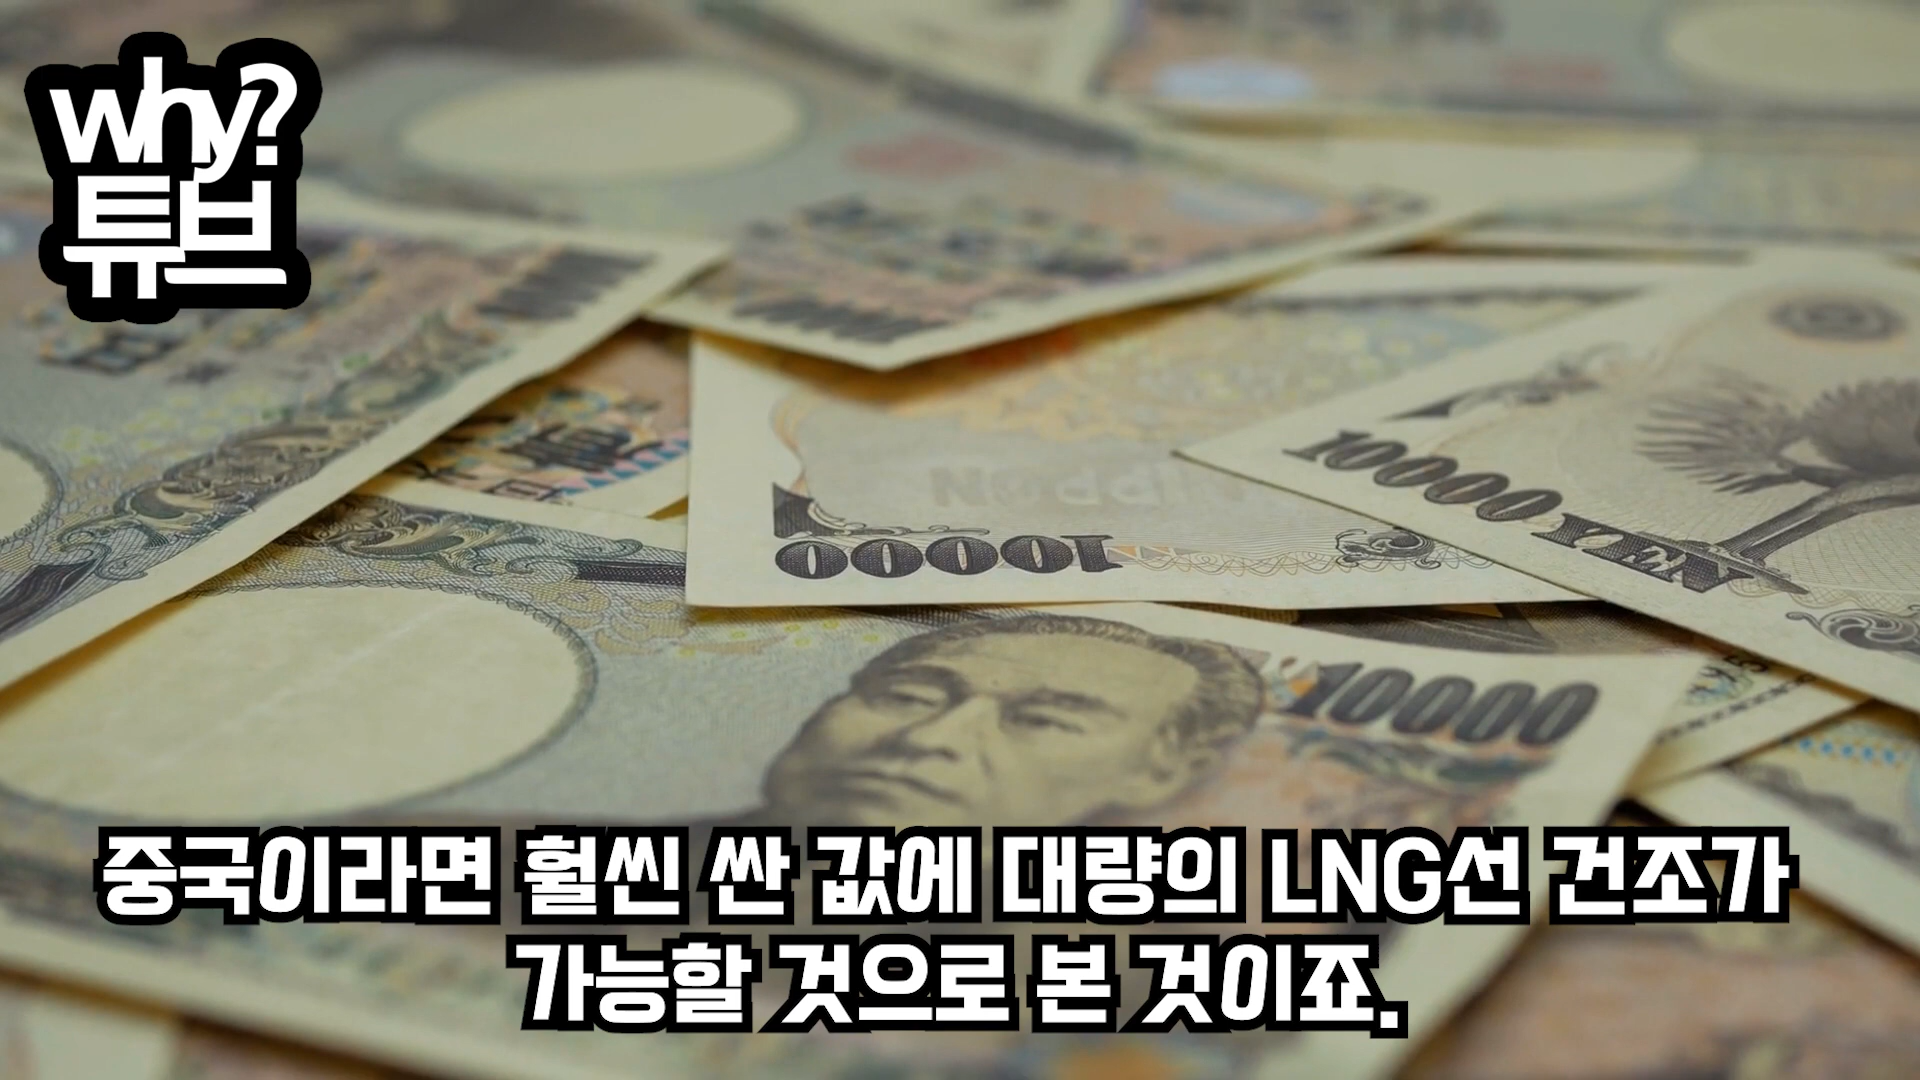 why?
튜브
10000
10000 YEN
10000
중국이라면 훨씬 싼 값에 대량의 LNG선 건조가
가능할 것으로 본 것이죠.